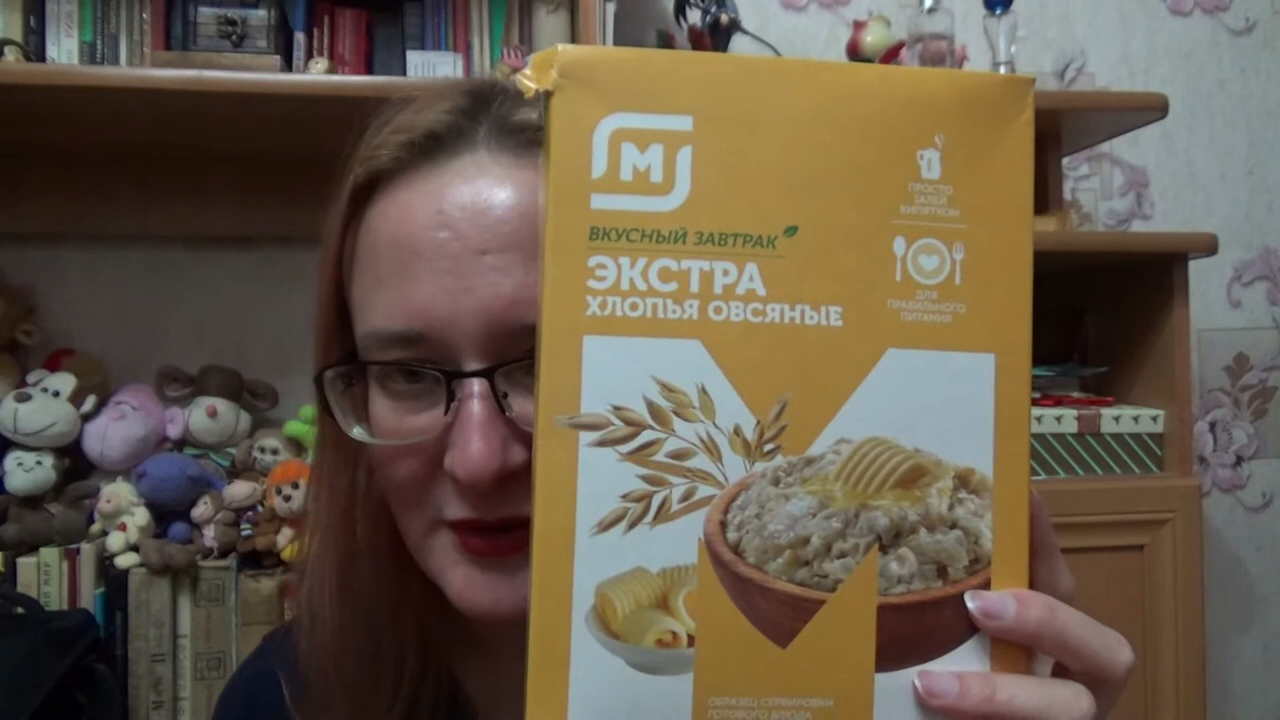 М
ВКУСНЫЙ ЗАВТРАК
ЭКСТРА
ХЛОПЬЯ ОВСЯНЫЕ
ПРОСТО
ЗАЛЕЙ
КИПЯТКОМ
ДЛЯ
ПРАВИЛЬНОГО
ПИТАНИЯ
ОБРАЗЕЦ СЕРВИРОВКИ
ГОТОВОГО БЛЮДА